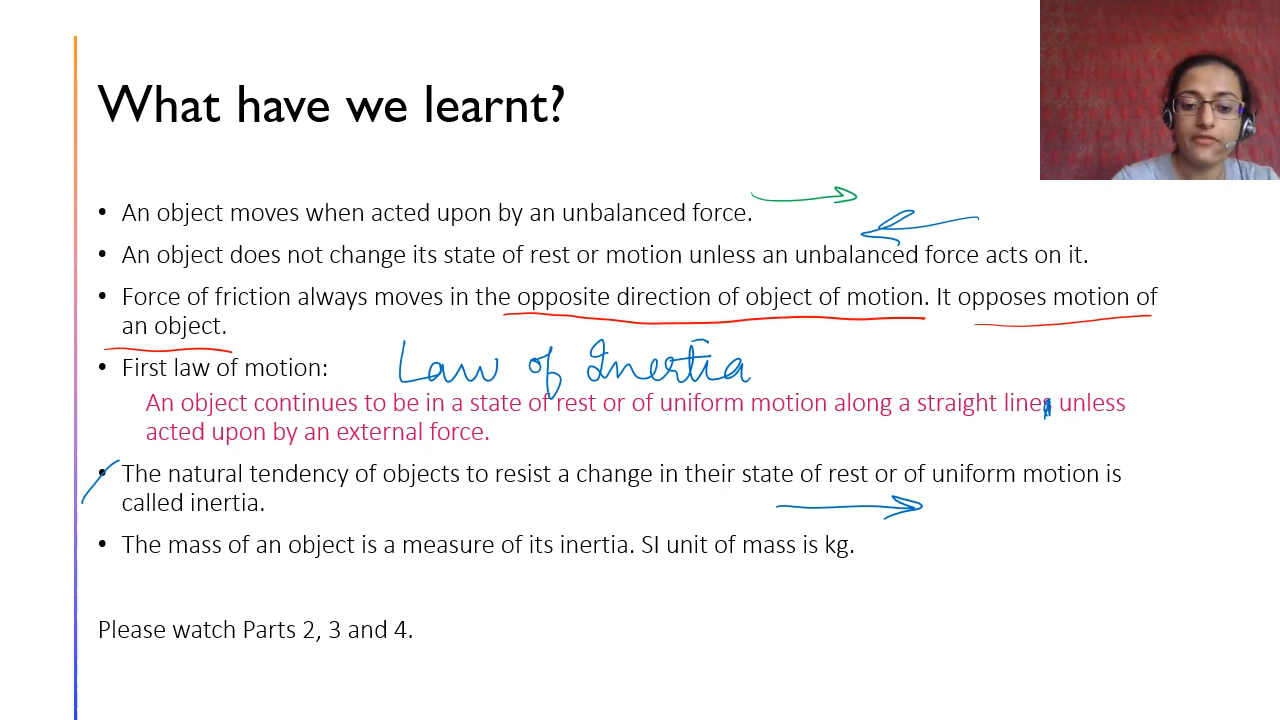 What have we learnt?
• An object moves when acted upon by an unbalanced force.
• An object does not change its state of rest or motion unless an unbalanced force acts on it.
• Force of friction always moves in the opposite direction of object of motion. It opposes motion of
an object.
• First law of motion: Law of Inertia
An object continues to be in a state of rest or of uniform motion along a straight line unless
acted upon by an external force.
• The natural tendency of objects to resist a change in their state of rest or of uniform motion is
called inertia.
• The mass of an object is a measure of its inertia. SI unit of mass is kg.
Please watch Parts 2, 3 and 4.